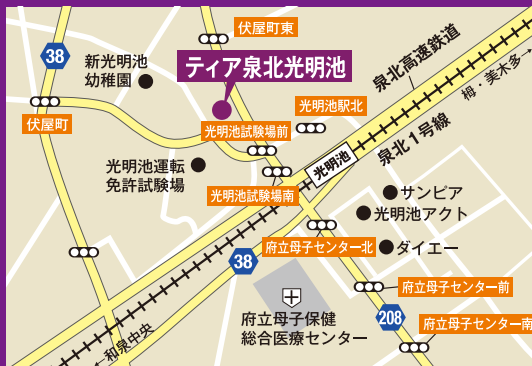 伏屋町東
38
新光明池
幼稚園
ティア泉北光明池
泉北高速鉄道
栂・美木多→
伏屋町
光明池駅北
光明池試験場前
泉北1号線
光明池
光明池運転
免許試験場
光明池試験場南
サンピア
光明池アクト
府立母子センター北
ダイエー
38
府立母子センター前
府立母子保健
総合医療センター
208
府立母子センター南
←和泉中央